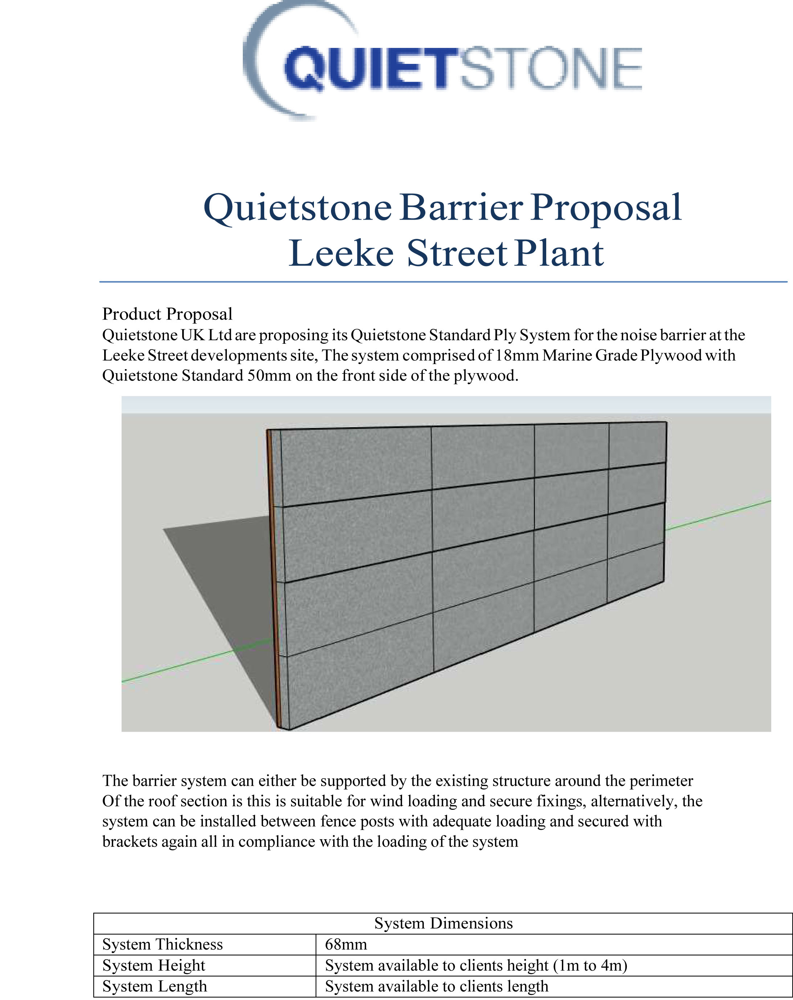 QUIETSTONE
Quietstone Barrier Proposal
Leeke Street Plant
Product Proposal
Quietstone UK Ltd are proposing its Quietstone Standard Ply System for the noise barrier at the
Leeke Street developments site, The system comprised of 18mm Marine Grade Plywood with
Quietstone Standard 50mm on the front side of the plywood.
The barrier system can either be supported by the existing structure around the perimeter
Of the roof section is this is suitable for wind loading and secure fixings, alternatively, the
system can be installed between fence posts with adequate loading and secured with
brackets again all in compliance with the loading of the system
System Dimensions
System Thickness 68mm
System Height System available to clients height (1m to 4m)
System Length System available to clients length